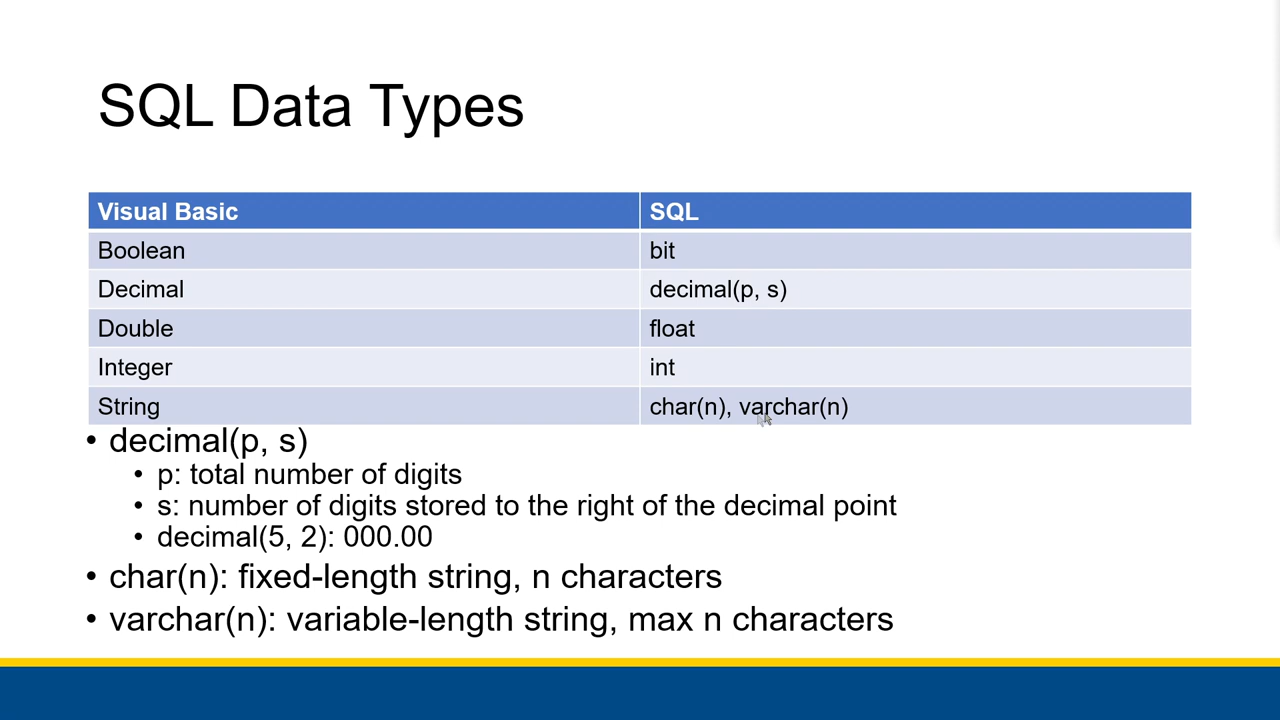 SQL Data Types
Visual Basic SQL
Boolean bit
Decimal decimal(p, s)
Double float
Integer int
String char(n), varchar(n)
• decimal(p, s)
• p: total number of digits
• s: number of digits stored to the right of the decimal point
• decimal(5, 2): 000.00
• char(n): fixed-length string, n characters
• varchar(n): variable-length string, max n characters